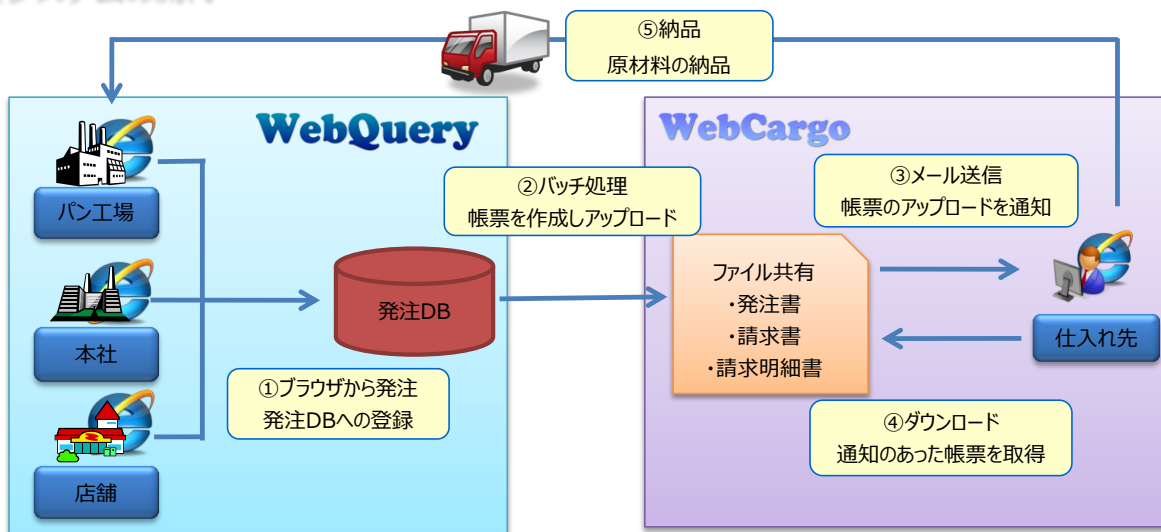 ⑤納品
原材料の納品
WebQuery
WebCargo
パン工場
本社
店舗
①ブラウザから発注
発注DBへの登録
発注DB
②バッチ処理
帳票を作成しアップロード
ファイル共有
・発注書
・請求書
・請求明細書
③メール送信
帳票のアップロードを通知
仕入れ先
④ダウンロード
通知のあった帳票を取得